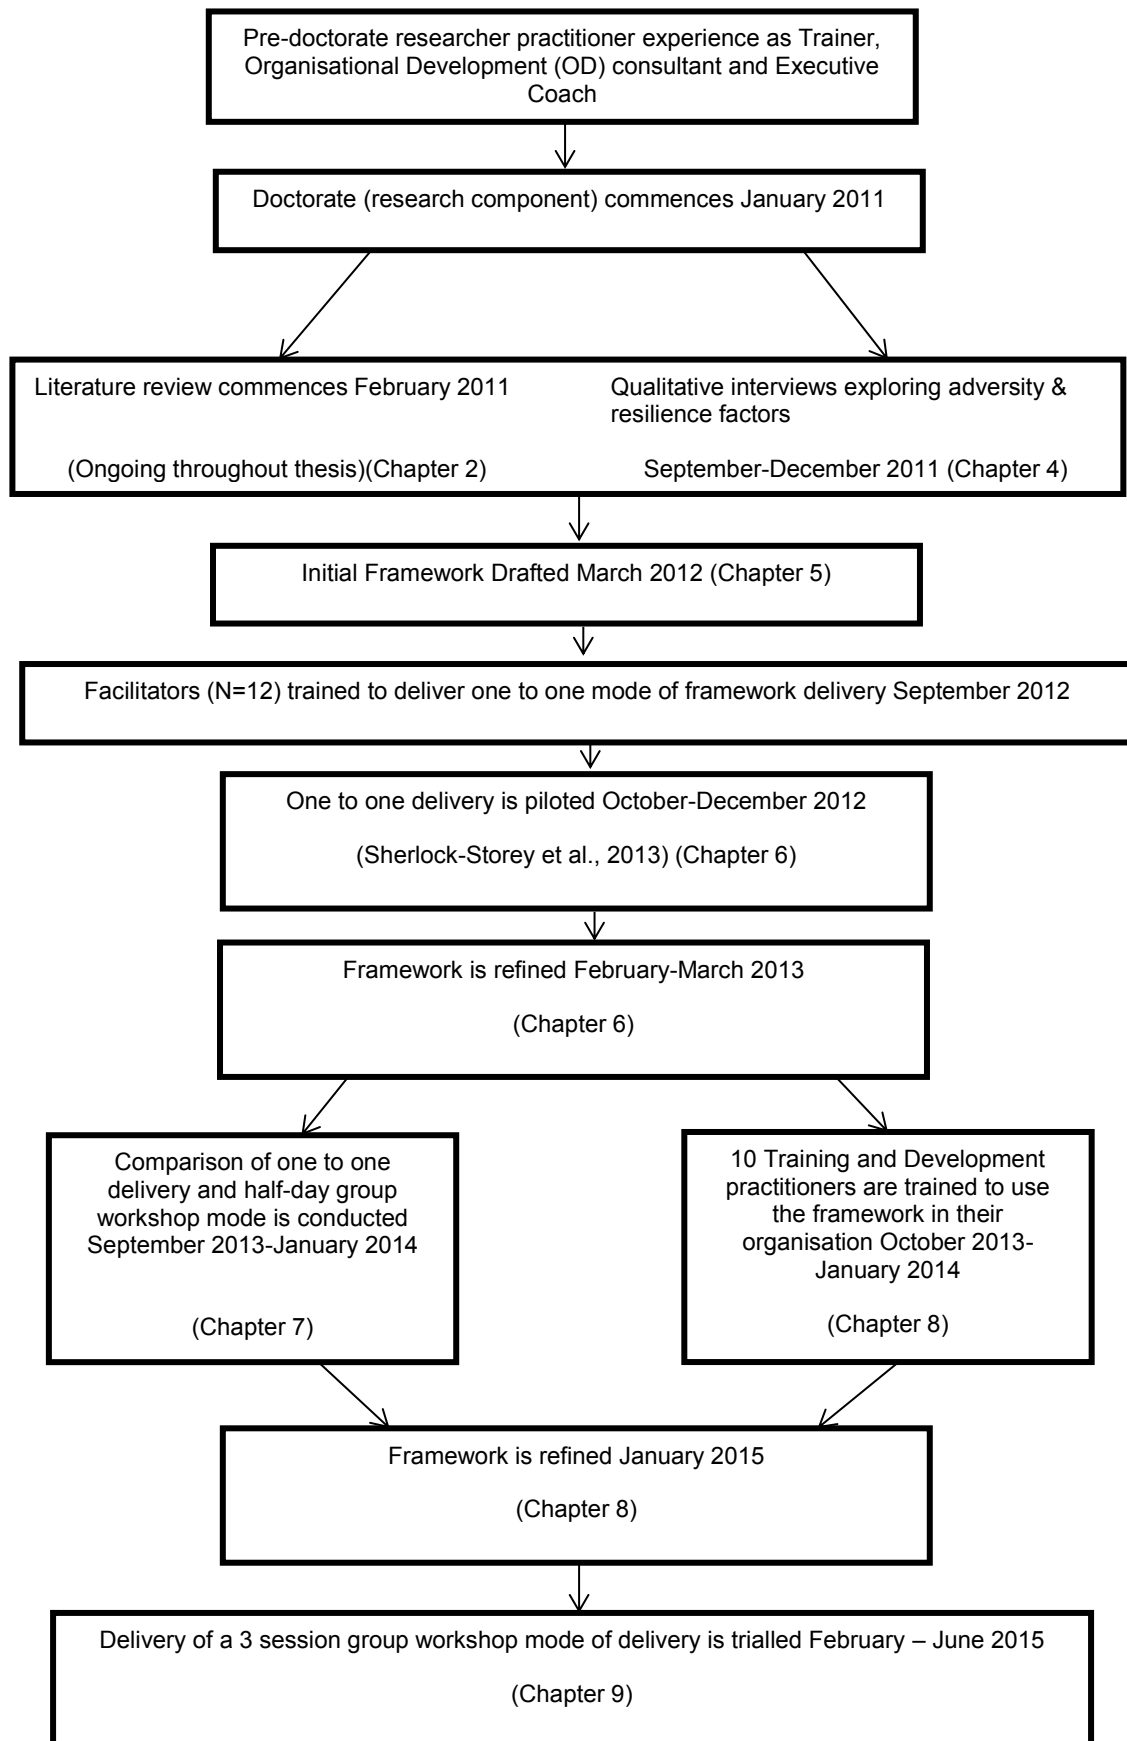 Pre-doctorate researcher practitioner experience as Trainer,
Organisational Development (OD) consultant and Executive
Coach
Doctorate (research component) commences January 2011
Literature review commences February 2011
(Ongoing throughout thesis)(Chapter 2)
Qualitative interviews exploring adversity &
resilience factors
September-December 2011 (Chapter 4)
Initial Framework Drafted March 2012 (Chapter 5)
Facilitators (N=12) trained to deliver one to one mode of framework delivery September 2012
One to one delivery is piloted October-December 2012
(Sherlock-Storey et al., 2013) (Chapter 6)
Framework is refined February-March 2013
(Chapter 6)
Comparison of one to one
delivery and half-day group
workshop mode is conducted
September 2013-January 2014
(Chapter 7)
10 Training and Development
practitioners are trained to use
the framework in their
organisation October 2013-
January 2014
(Chapter 8)
Framework is refined January 2015
(Chapter 8)
Delivery of a 3 session group workshop mode of delivery is trialled February – June 2015
(Chapter 9)